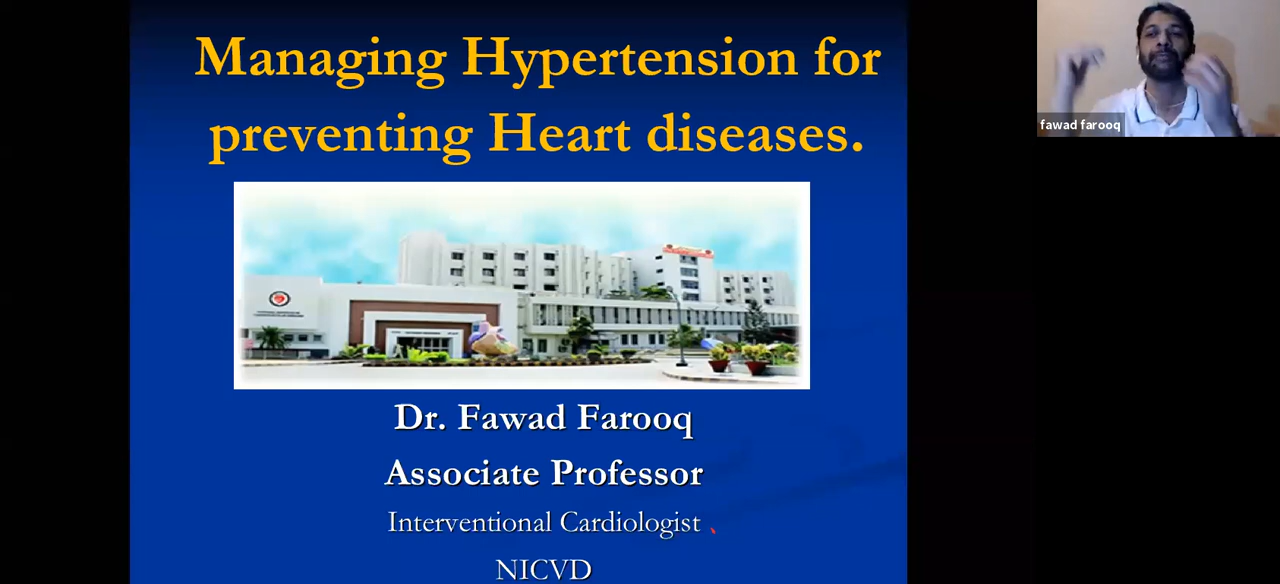 Managing Hypertension for
preventing Heart diseases.
fawad farooq
Dr. Fawad Farooq
Associate Professor
Interventional Cardiologist
NICVD